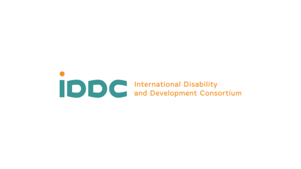 iDDC
International Disability
and Development Consortium